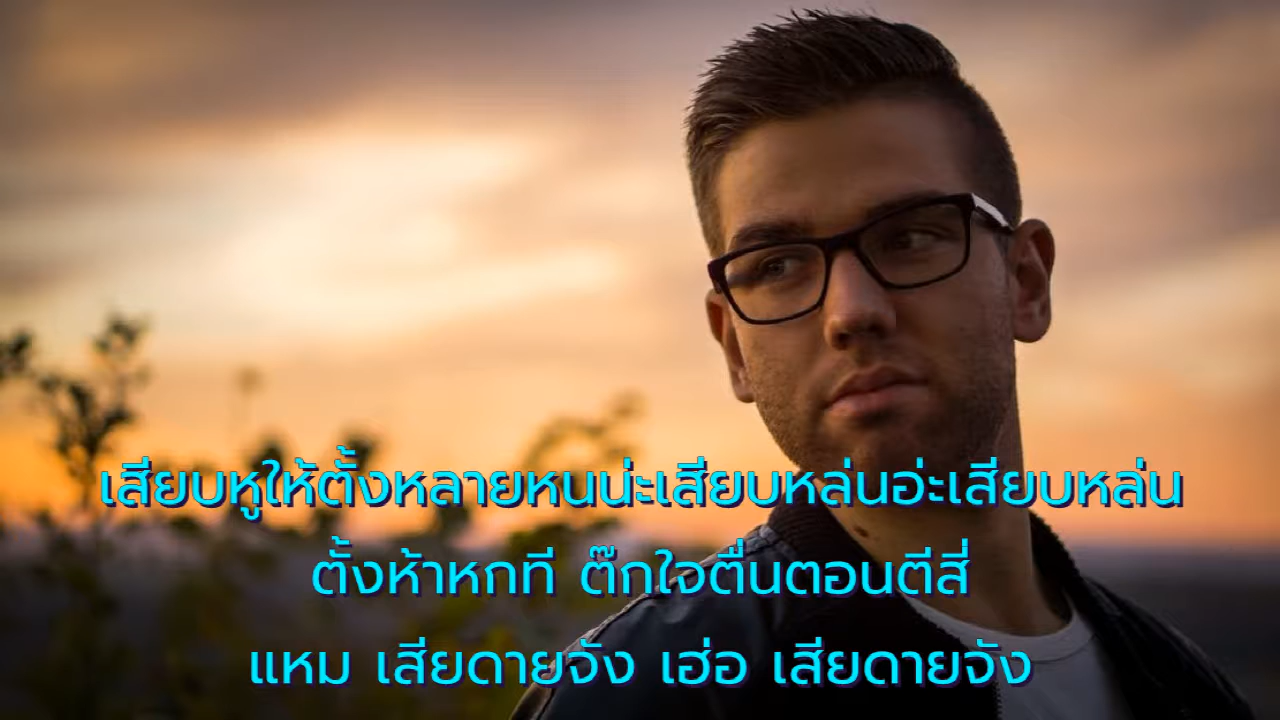 เสียบหูให้ตั้งหลายหนน่ะเสียบหล่นอ่ะเสียบหล่น
ตั้งห้าหกที ต๊กใจตื่นตอนตีสี่
แหม เสียดายจัง เฮ่อ เสียดายจัง